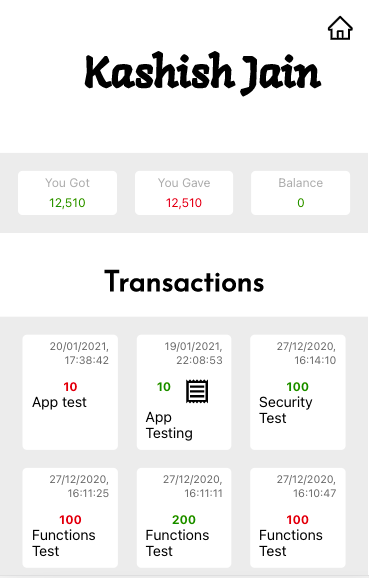 Kashish Jain
You Got
12,510
You Gave
12,510
Balance
0
Transactions
20/01/2021,
17:38:42
10
App test
19/01/2021,
22:08:53
10
App
Testing
27/12/2020,
16:14:10
100
Security
Test
27/12/2020,
16:11:25
100
Functions
Test
27/12/2020,
16:11:11
200
Functions
Test
27/12/2020,
16:10:47
100
Functions
Test